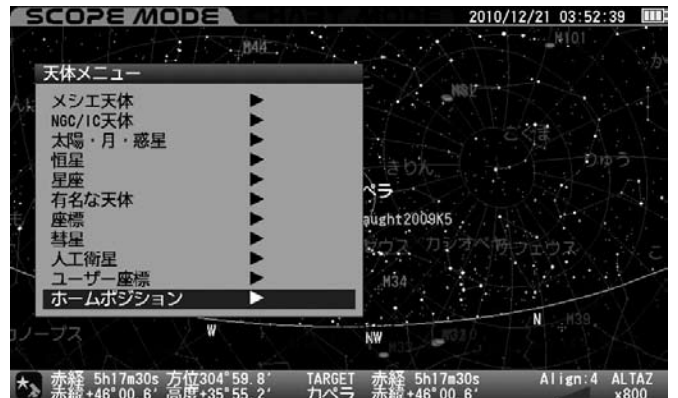 SCOPE MODE
2010/12/21 03:52:39
M44
M101
天体メニュー
メシエ天体
NGC/IC天体
太陽・月・惑星
恒星
星座
有名な天体
座標
彗星
人工衛星
ユーザー座標
ホームポジション
M81
こぐま
きりん
りゅう
ペラ
aught2009K5
カシオペヤ
ケフェウス
こ
M34
W
NW
N
M39
ノープス
赤経 5h17m30s 方位304°59.8′ TARGET 赤経 5h17m30s Align:4 ALTAZ
赤緯+46°00.6′ 高度+35°55.2′ カペラ 赤緯+46°00.6′ x800